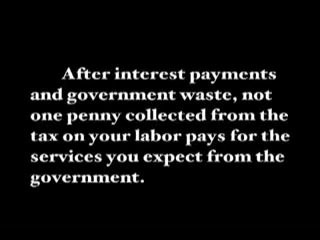 After interest payments
and government waste, not
one penny collected from the
tax on your labor pays for the
services you expect from the
government.